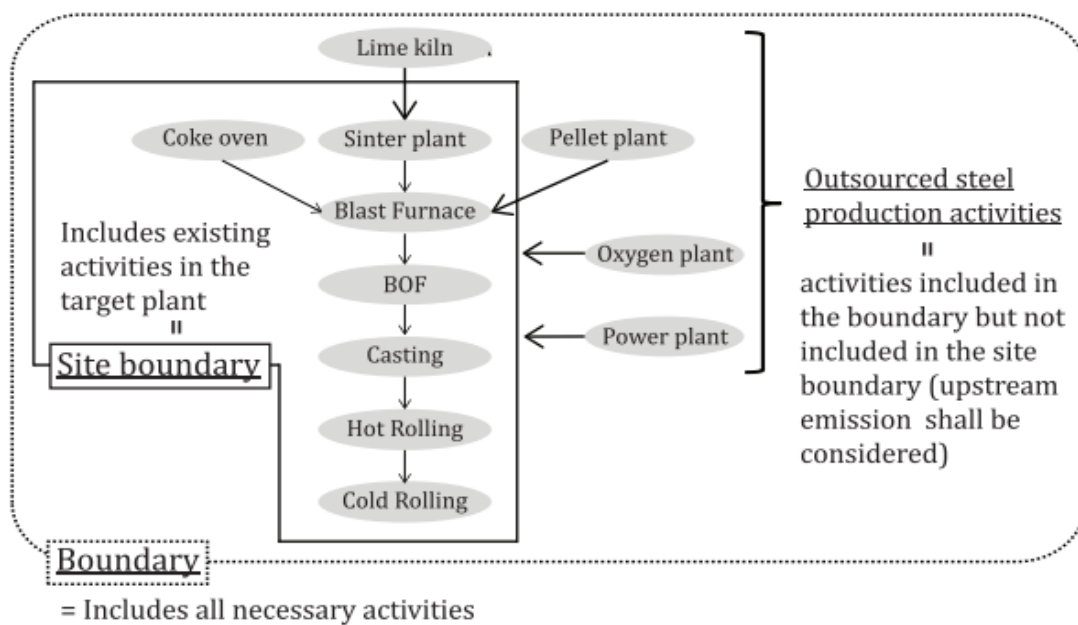 Lime kiln
Coke oven
Sinter plant
Pellet plant
Blast Furnace
Includes existing
activities in the
target plant
=
Site boundary
BOF
Oxygen plant
Casting
Power plant
Hot Rolling
Cold Rolling
Outsourced steel
production activities
=
activities included in
the boundary but not
included in the site
boundary (upstream
emission shall be
considered)
Boundary
= Includes all necessary activities